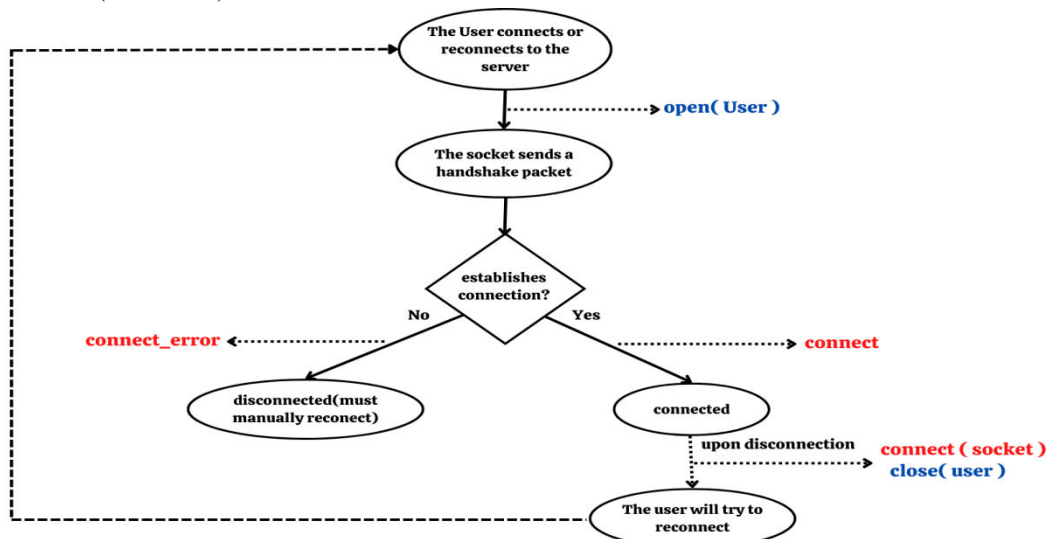 The User connects or
reconnects to the
server
open( User )
The socket sends a
handshake packet
establishes
connection?
No
Yes
connect_error
connect
disconnected(must
manually reconect)
connected
upon disconnection
connect ( socket )
close( user )
The user will try to
reconnect